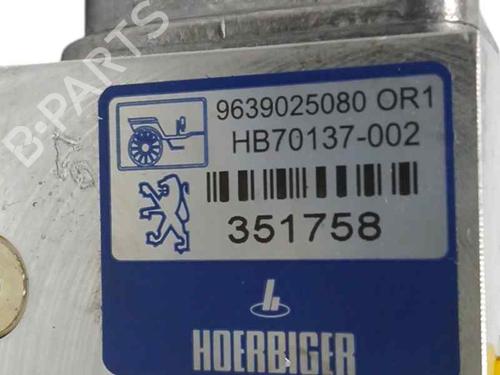 9639025080 OR1
HB70137-002
351758
HOERBIGER
B-PARTS